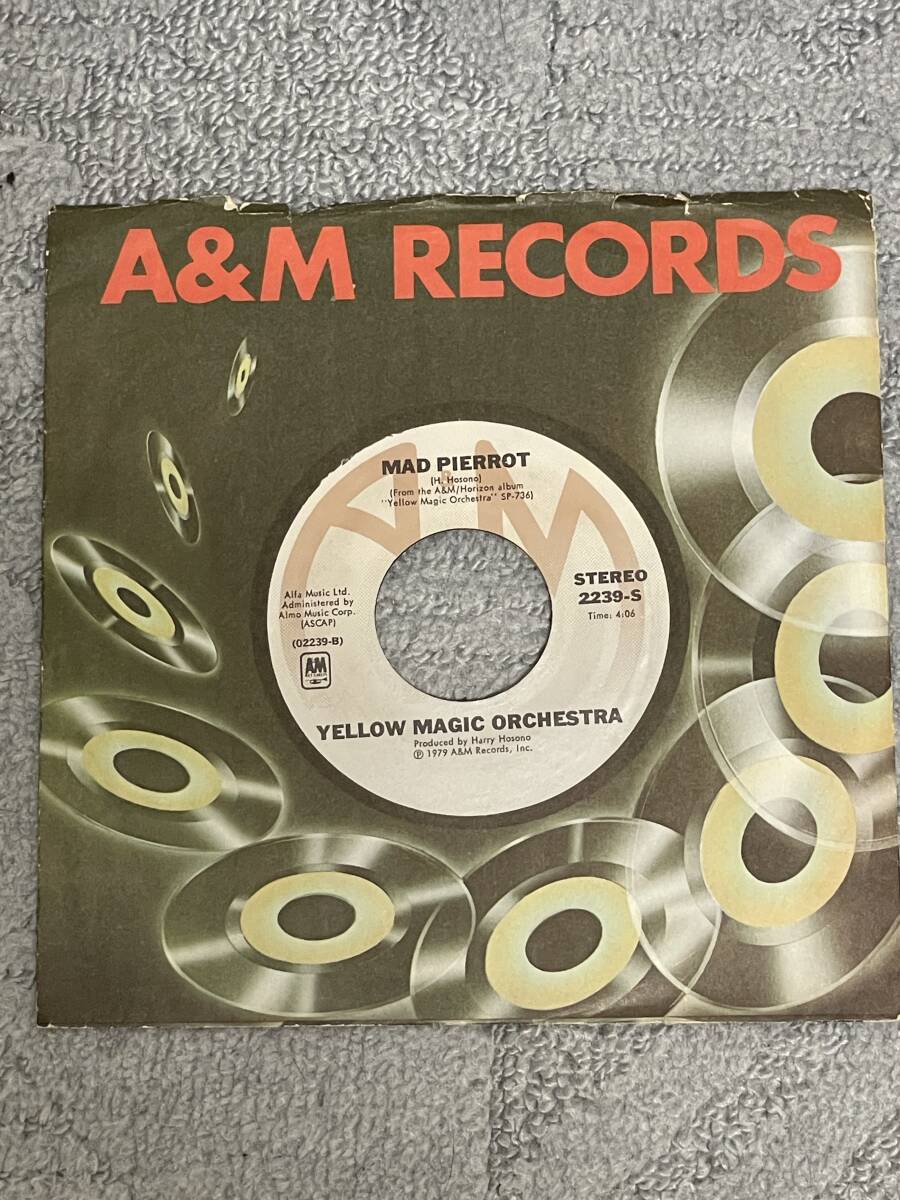 A&M RECORDS
MAD PIERROT
(H. Hosono)
(From the A&M/Horizon album
"Yellow Magic Orchestra" SP-736)
Alfa Music Ltd.
Administered by
Almo Music Corp.
(ASCAP)
(02239-B)
AM
STEREO
2239-S
Time: 4:06
YELLOW MAGIC ORCHESTRA
Produced by Harry Hosono
℗ 1979 A&M Records, Inc.